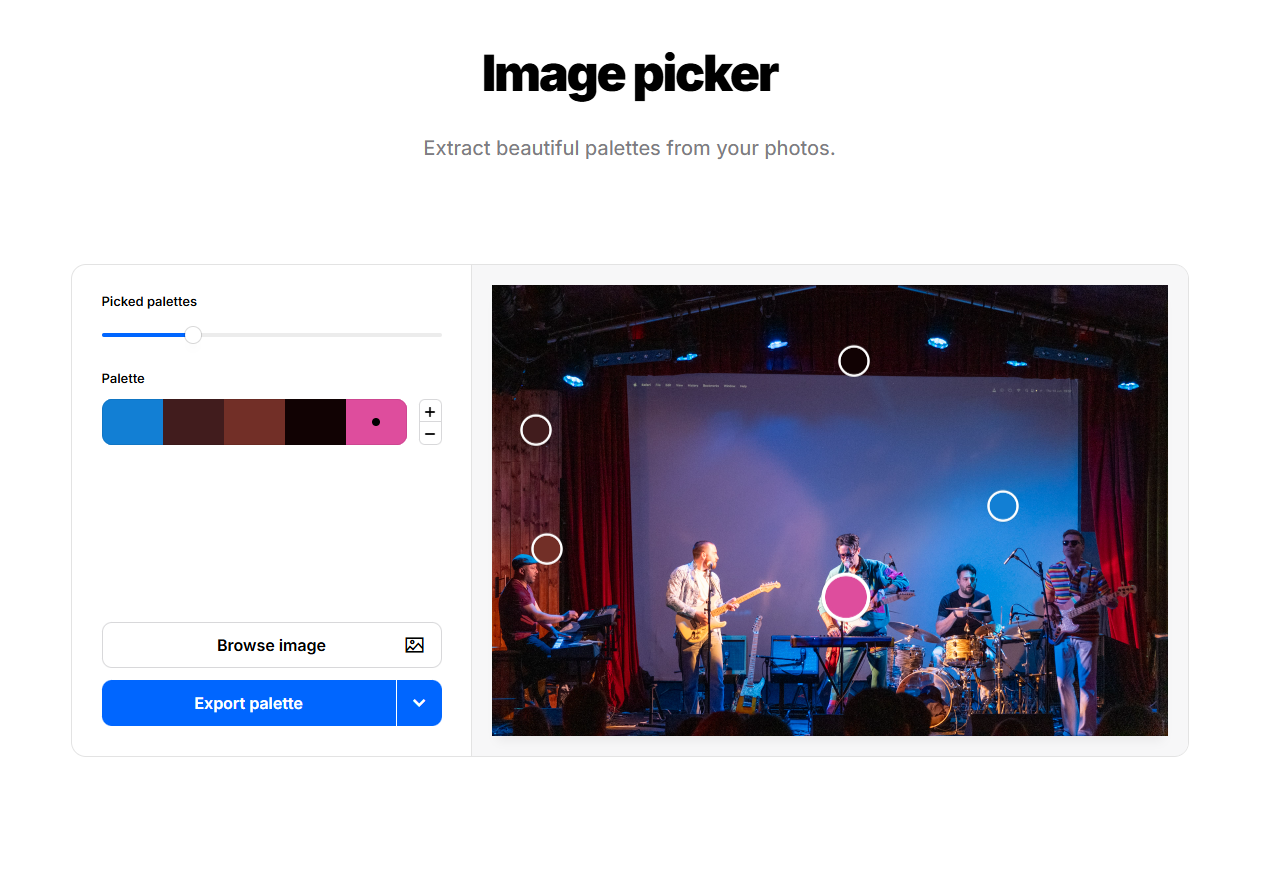 Image picker
Extract beautiful palettes from your photos.
Picked palettes
Palette
Browse image
Export palette